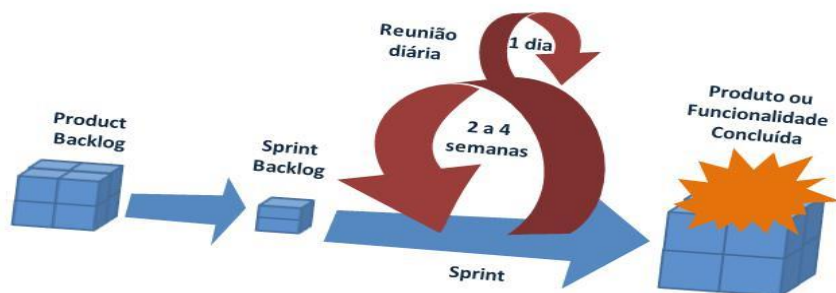 Product
Backlog
Sprint
Backlog
Reunião
diária
1 dia
2 a 4
semanas
Sprint
Produto ou
Funcionalidade
Concluída